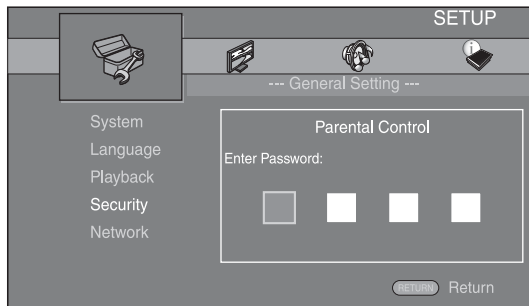 SETUP
--- General Setting ---
System
Language
Playback
Security
Network
Parental Control
Enter Password:
RETURN Return